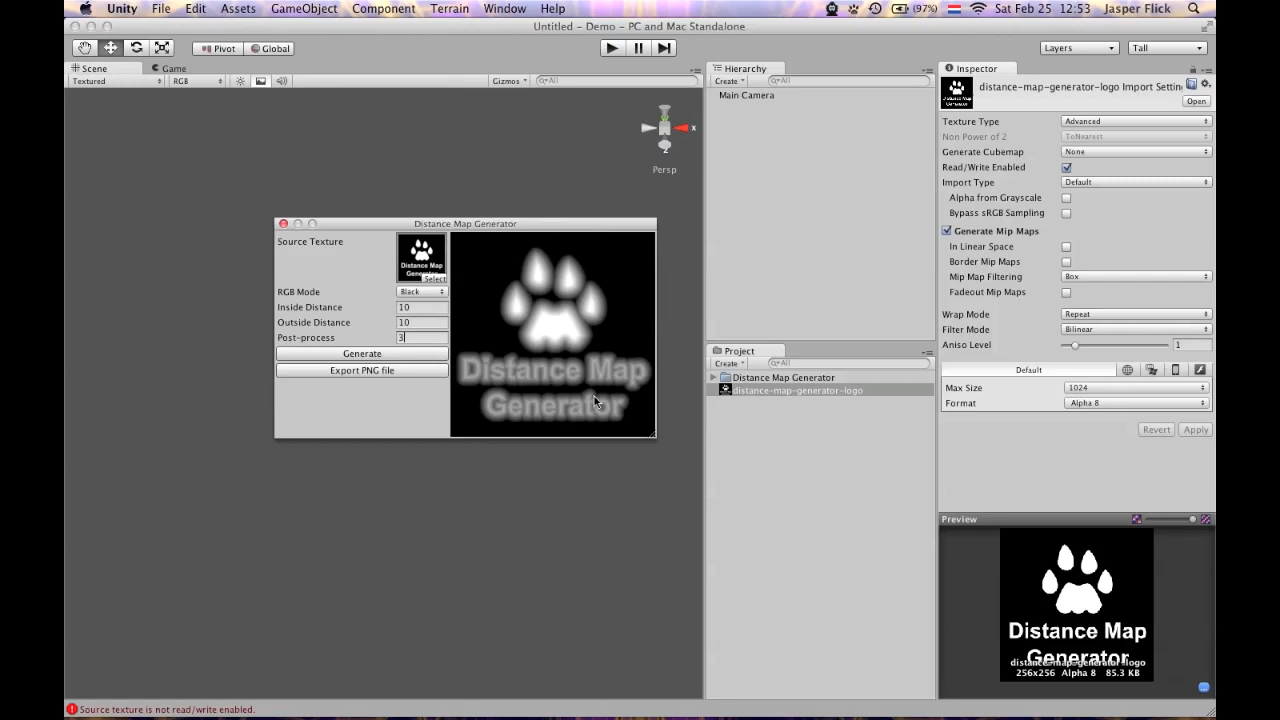 Unity File Edit Assets GameObject Component Terrain Window Help (97%) Sat Feb 25 12:53 Jasper Flick
Untitled - Demo - PC and Mac Standalone
Pivot Global Layers Tall
Scene Game
Textured RGB Gizmos All
x
z
Persp
Distance Map Generator
Source Texture
Distance Map
Generator
Select
RGB Mode Black
Inside Distance 10
Outside Distance 10
Post-process 3
Generate
Export PNG file
Distance Map
Generator
Hierarchy
Create All
Main Camera
Project
Create All
Distance Map Generator
distance-map-generator-logo
Inspector
distance-map-generator-logo Import Settin
Open
Texture Type Advanced
Non Power of 2 ToNearest
Generate Cubemap None
Read/Write Enabled
Import Type Default
Alpha from Grayscale
Bypass sRGB Sampling
Generate Mip Maps
In Linear Space
Border Mip Maps
Mip Map Filtering Box
Fadeout Mip Maps
Wrap Mode Repeat
Filter Mode Bilinear
Aniso Level 1
Default
Max Size 1024
Format Alpha 8
Revert Apply
Preview
Distance Map
Generator
distance-map-generator-logo
256x256 Alpha 8 85.3 KB
Source texture is not read/write enabled.